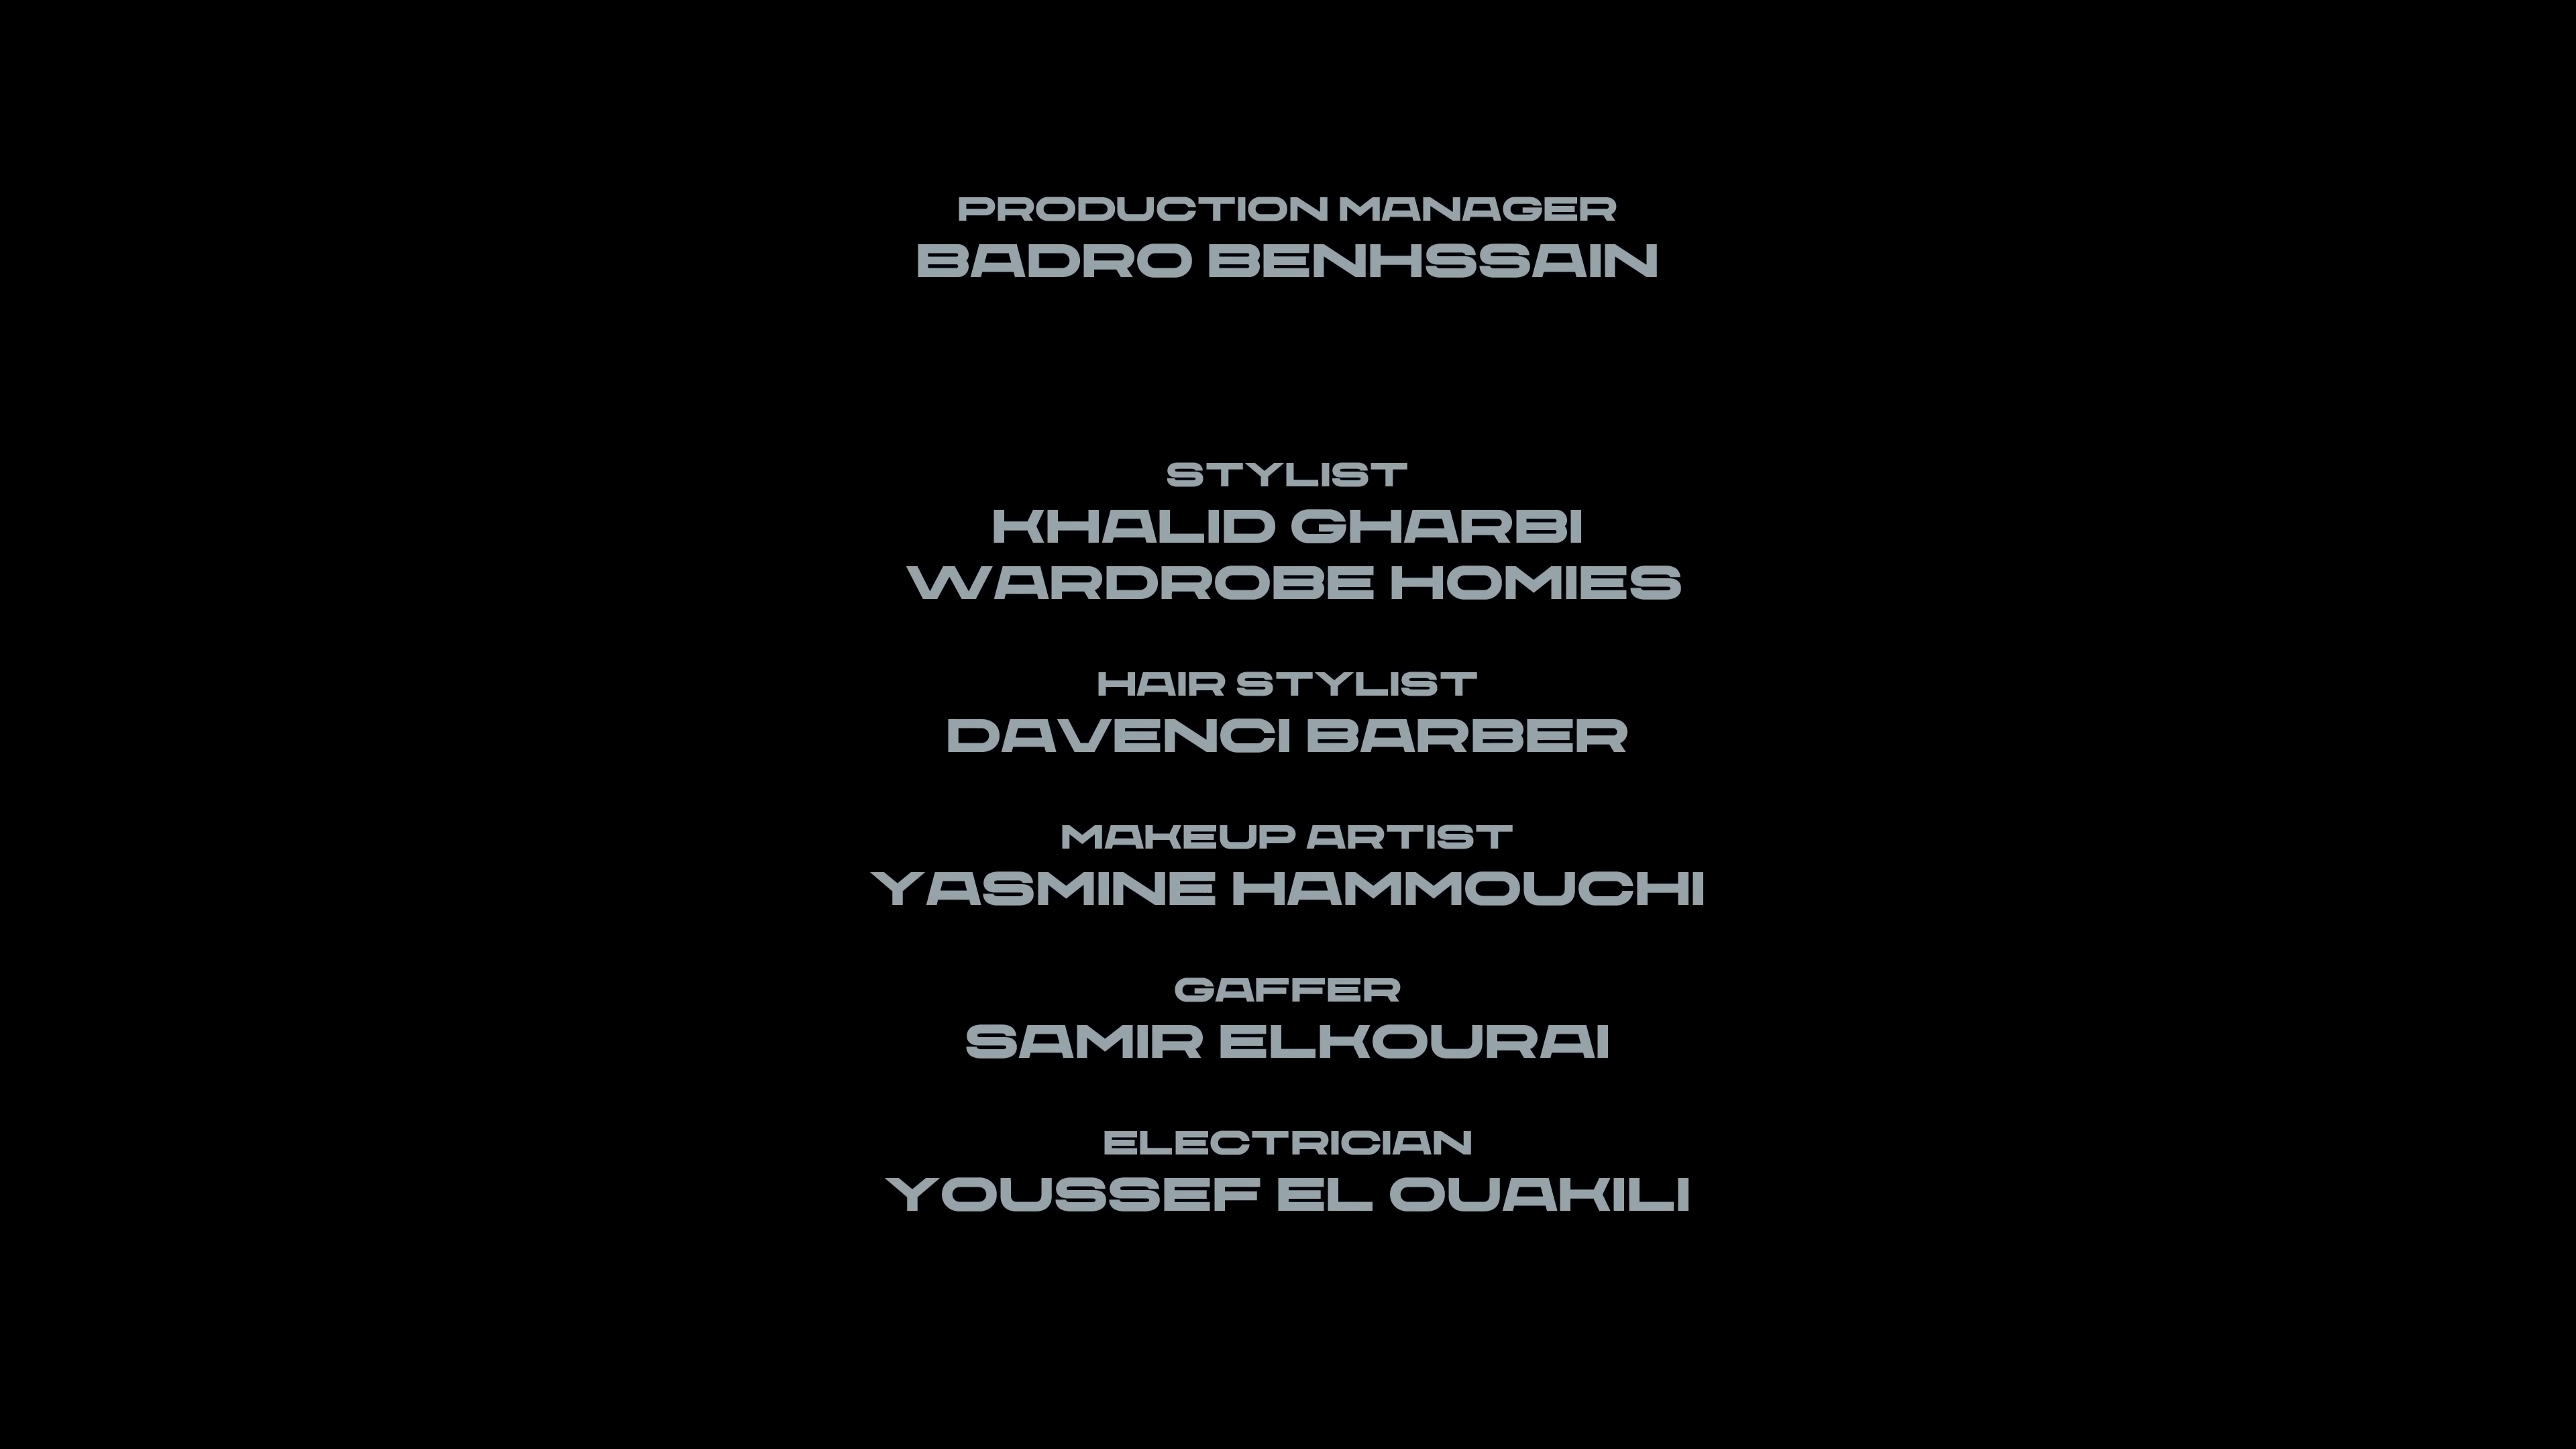 PRODUCTION MANAGER
BADRO BENHSSAIN
STYLIST
KHALID GHARBI
WARDROBE HOMIES
HAIR STYLIST
DAVENCI BARBER
MAKEUP ARTIST
YASMINE HAMMOUCHI
GAFFER
SAMIR ELKOURAI
ELECTRICIAN
YOUSSEF EL OUAKILI